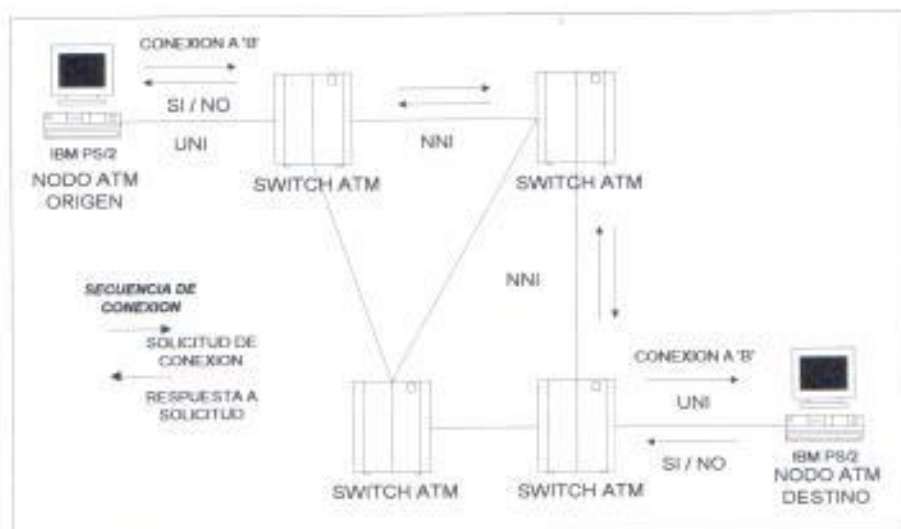 CONEXION A 'B'
SI / NO
UNI
IBM PS/2
NODO ATM
ORIGEN
SWITCH ATM
NNI
SWITCH ATM
NNI
SECUENCIA DE
CONEXION
SOLICITUD DE
CONEXION
RESPUESTA A
SOLICITUD
SWITCH ATM
SWITCH ATM
CONEXION A 'B'
UNI
SI / NO
IBM PS/2
NODO ATM
DESTINO